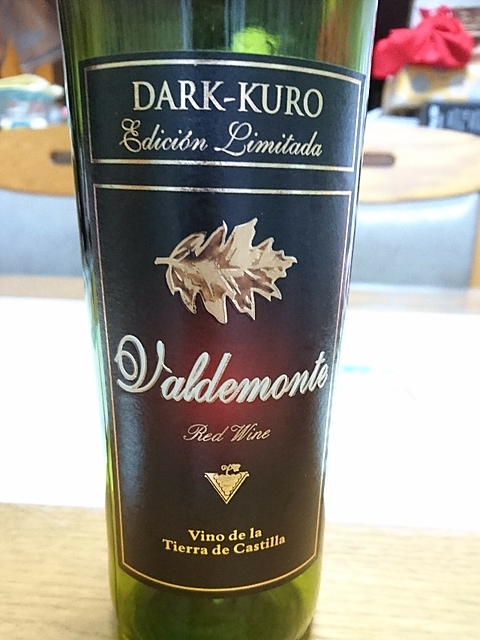 DARK-KURO
Edición Limitada
Valdemonte
Red Wine
Vino de la
Tierra de Castilla